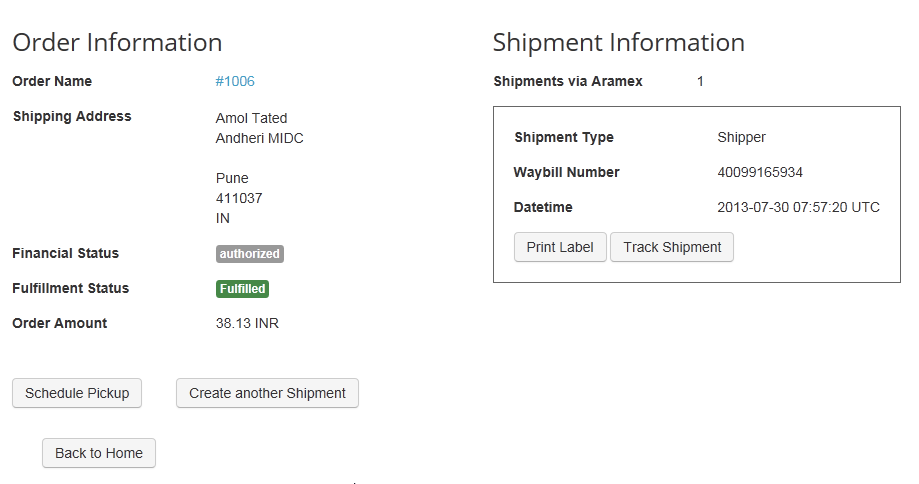 Order Information
Order Name #1006
Shipping Address Amol Tated
Andheri MIDC
Pune
411037
IN
Financial Status authorized
Fulfillment Status Fulfilled
Order Amount 38.13 INR
Schedule Pickup Create another Shipment
Back to Home
Shipment Information
Shipments via Aramex 1
Shipment Type Shipper
Waybill Number 40099165934
Datetime 2013-07-30 07:57:20 UTC
Print Label Track Shipment